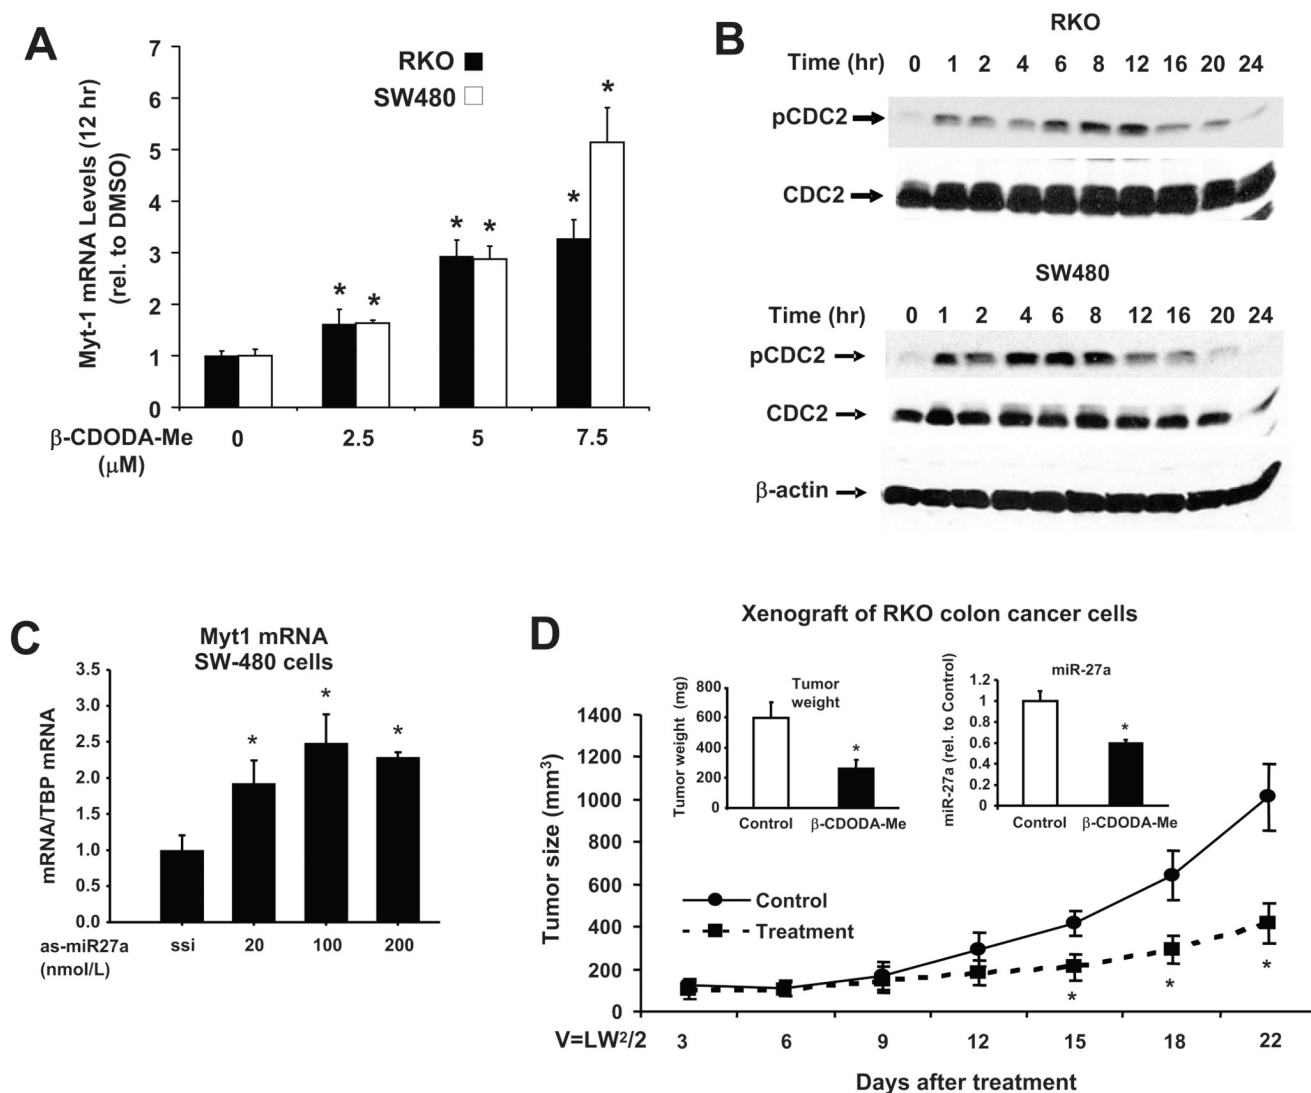 A
7
6
5
4
3
2
1
0
Myt-1 mRNA Levels (12 hr)
(rel. to DMSO)
RKO
SW480
* * * * * *
β-CDODA-Me 0 2.5 5 7.5
(μM)
B
RKO
Time (hr) 0 1 2 4 6 8 12 16 20 24
pCDC2
CDC2
SW480
Time (hr) 0 1 2 4 6 8 12 16 20 24
pCDC2
CDC2
β-actin
C
Myt1 mRNA
SW-480 cells
3.5
3.0
2.5
2.0
1.5
1.0
0.5
0.0
mRNA/TBP mRNA
* * *
as-miR27a ssi 20 100 200
(nmol/L)
D
Xenograft of RKO colon cancer cells
1400
1200
1000
800
600
400
200
0
Tumor size (mm³)
Tumor weight (mg)
800
600
400
200
0
Tumor
weight
*
Control β-CDODA-Me
miR-27a (rel. to Control)
1.2
1
0.8
0.6
0.4
0.2
0
miR-27a
*
Control β-CDODA-Me
Control
Treatment
* * *
V=LW²/2 3 6 9 12 15 18 22
Days after treatment